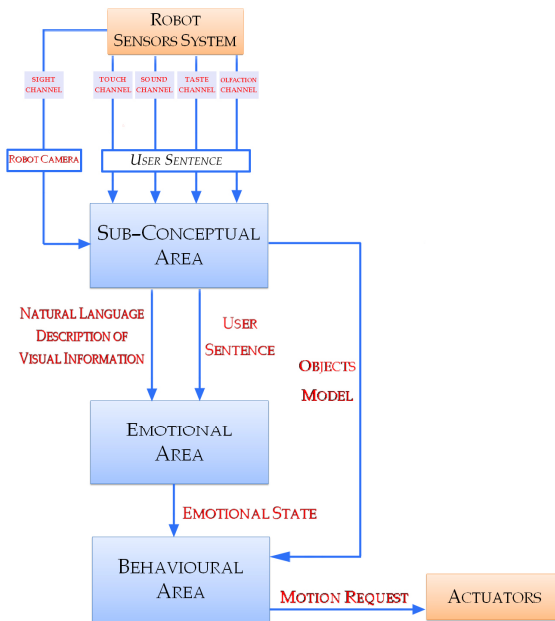 ROBOT
SENSORS SYSTEM
SIGHT
CHANNEL
TOUCH
CHANNEL
SOUND
CHANNEL
TASTE
CHANNEL
OLFACTION
CHANNEL
ROBOT CAMERA
USER SENTENCE
SUB-CONCEPTUAL
AREA
NATURAL LANGUAGE
DESCRIPTION OF
VISUAL INFORMATION
USER
SENTENCE
OBJECTS
MODEL
EMOTIONAL
AREA
EMOTIONAL STATE
BEHAVIOURAL
AREA
MOTION REQUEST
ACTUATORS